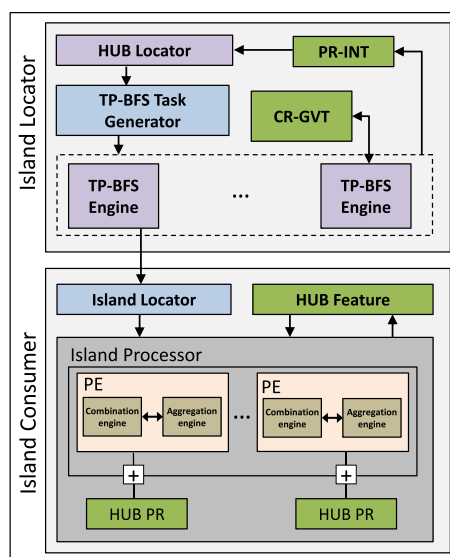 Island Locator
HUB Locator
PR-INT
TP-BFS Task
Generator
CR-GVT
TP-BFS
Engine
...
TP-BFS
Engine
Island Consumer
Island Locator
HUB Feature
Island Processor
PE
Combination
engine
Aggregation
engine
...
PE
Combination
engine
Aggregation
engine
+
+
HUB PR
HUB PR